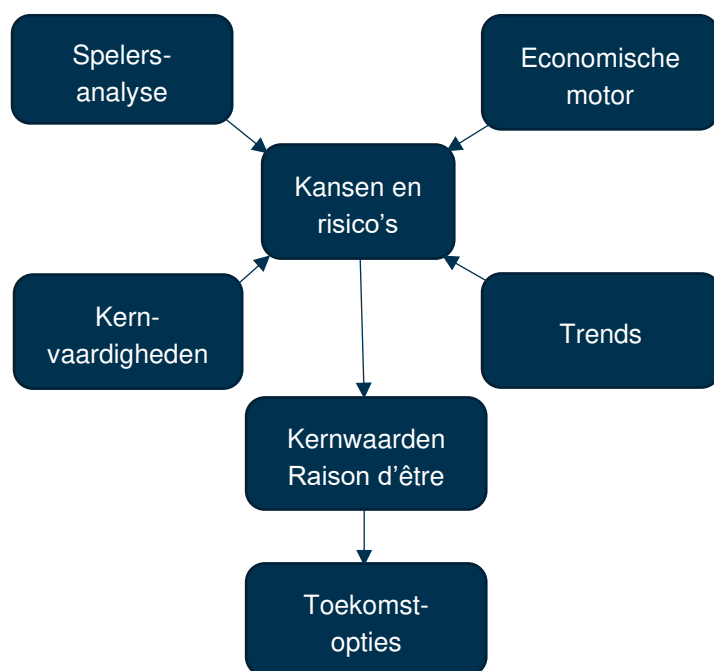 Spelers-
analyse
Economische
motor
Kansen en
risico’s
Kern-
vaardigheden
Trends
Kernwaarden
Raison d’être
Toekomst-
opties